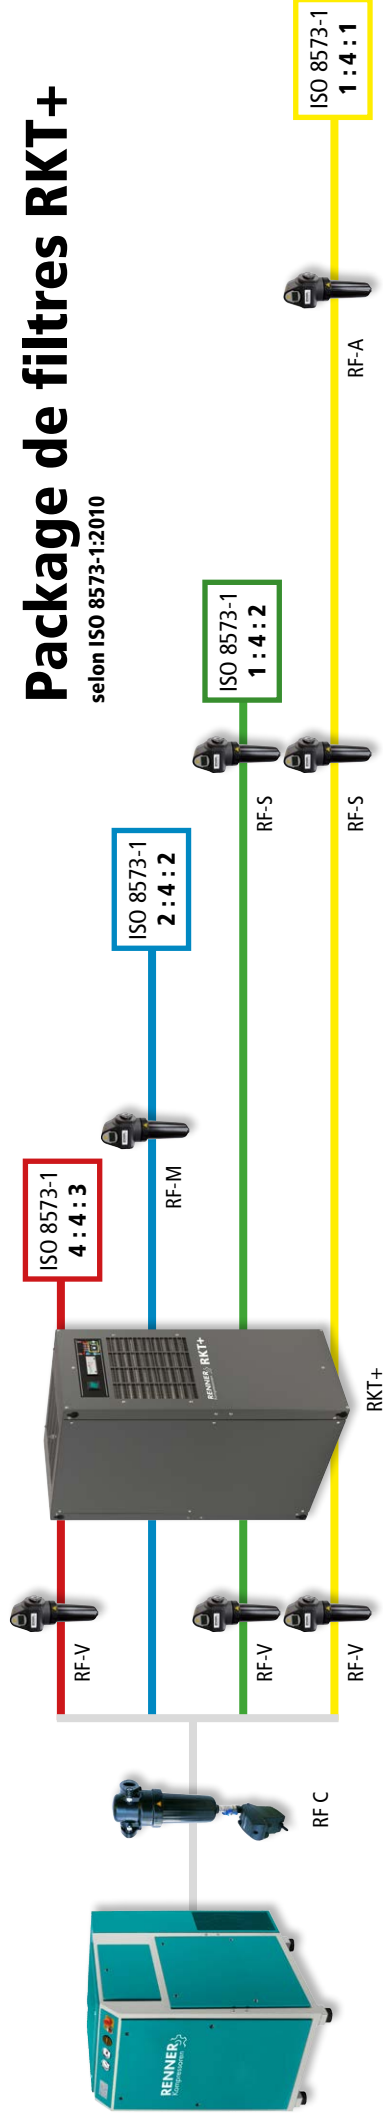 Package de filtres RKT+
selon ISO 8573-1:2010
ISO 8573-1
4 : 4 : 3
RF-V
ISO 8573-1
2 : 4 : 2
RF-M
ISO 8573-1
1 : 4 : 2
RF-V
RF-S
ISO 8573-1
1 : 4 : 1
RF-V
RF-S
RF-A
RF C
RKT+
RENNER
Kompressoren
RENNER
Kompressoren
RKT+